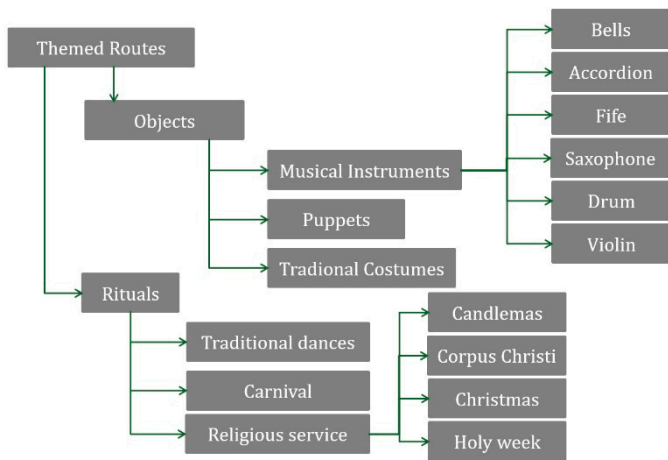 Themed Routes
Objects
Musical Instruments
Bells
Accordion
Fife
Saxophone
Drum
Violin
Puppets
Tradional Costumes
Rituals
Traditional dances
Carnival
Religious service
Candlemas
Corpus Christi
Christmas
Holy week